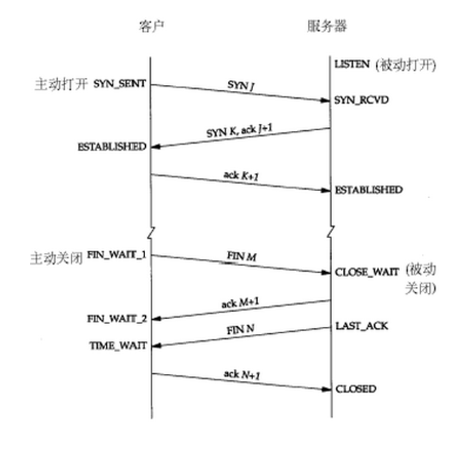 客户 服务器
LISTEN (被动打开)
主动打开 SYN_SENT
SYN J
SYN_RCVD
SYN K, ack J+1
ESTABLISHED
ack K+1
ESTABLISHED
主动关闭 FIN_WAIT_1
FIN M
CLOSE_WAIT (被动
关闭)
ack M+1
FIN_WAIT_2
FIN N
LAST_ACK
TIME_WAIT
ack N+1
CLOSED